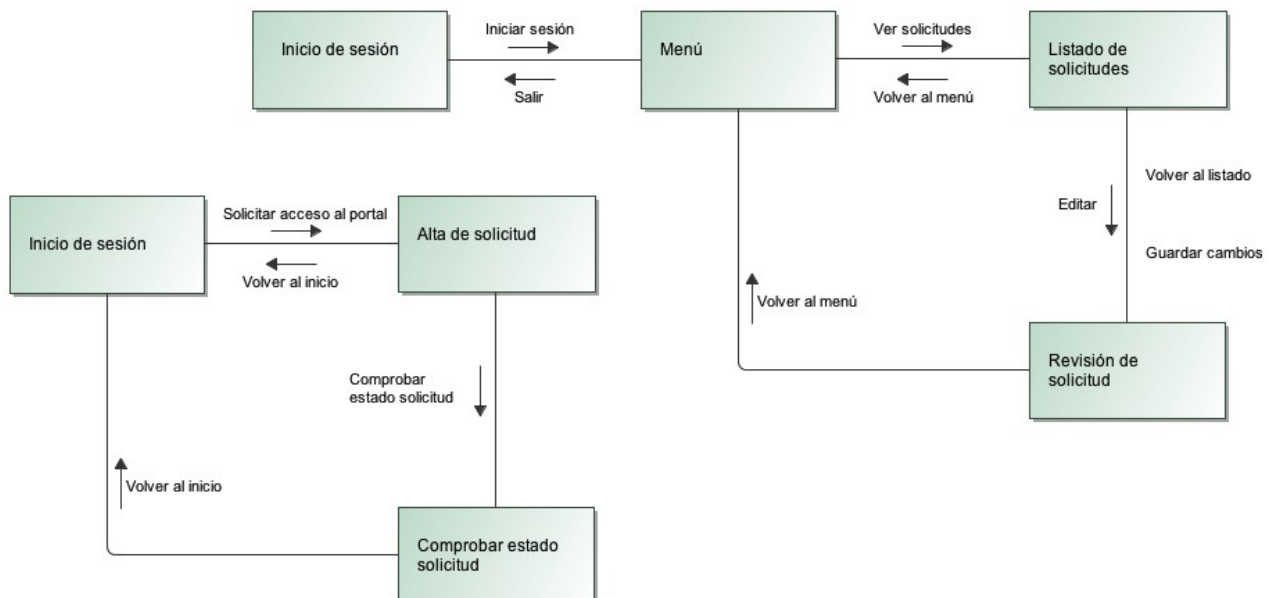 Inicio de sesión
Iniciar sesión
Salir
Menú
Ver solicitudes
Volver al menú
Listado de
solicitudes
Volver al listado
Editar
Guardar cambios
Volver al menú
Revisión de
solicitud
Inicio de sesión
Solicitar acceso al portal
Volver al inicio
Alta de solicitud
Comprobar
estado solicitud
Volver al inicio
Comprobar estado
solicitud